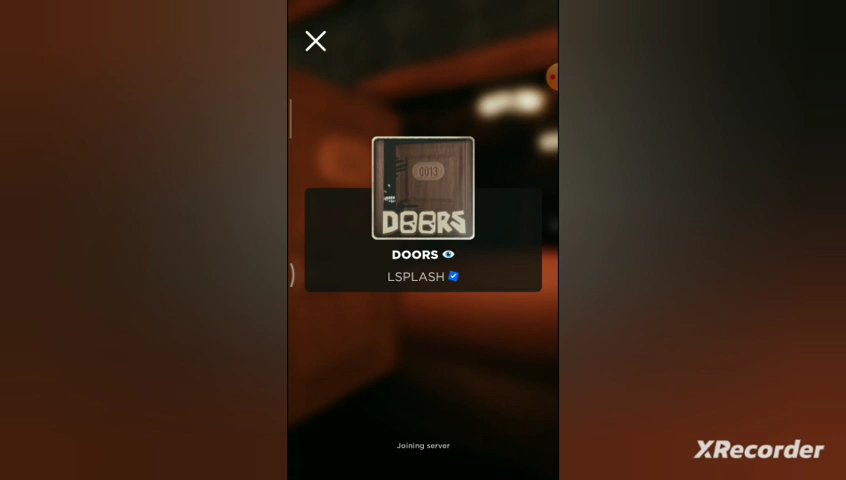 0013
DOORS
DOORS 👁
LSPLASH
Joining server
XRecorder